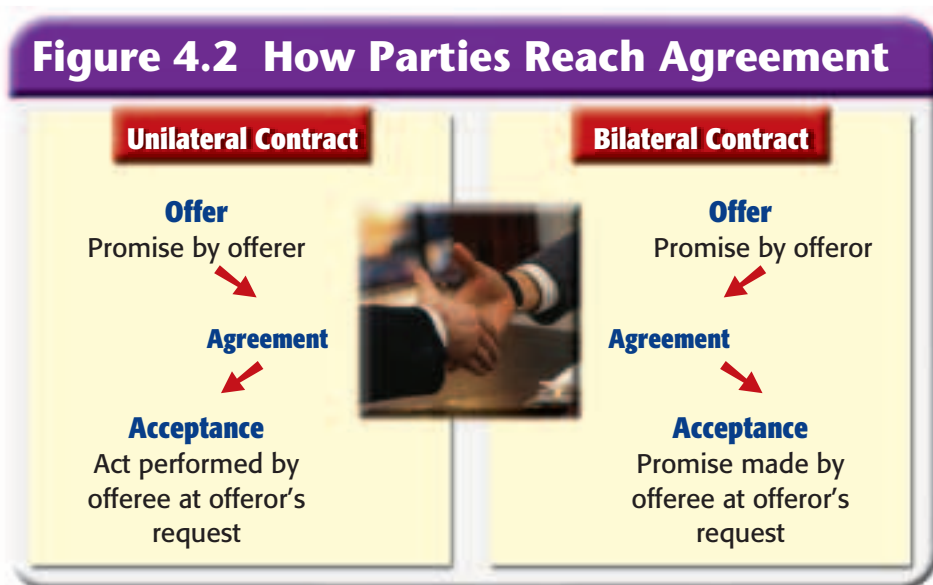 Figure 4.2 How Parties Reach Agreement
Unilateral Contract
Offer
Promise by offerer
Agreement
Acceptance
Act performed by
offeree at offeror's
request
Bilateral Contract
Offer
Promise by offeror
Agreement
Acceptance
Promise made by
offeree at offeror's
request